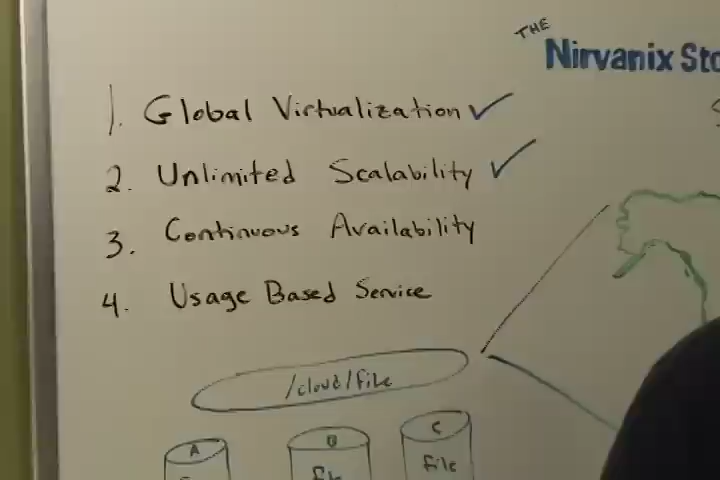 THE
Nirvanix
1. Global Virtualization ✓
2. Unlimited Scalability ✓
3. Continuous Availability
4. Usage Based Service
/cloud/file
A
B
C
file